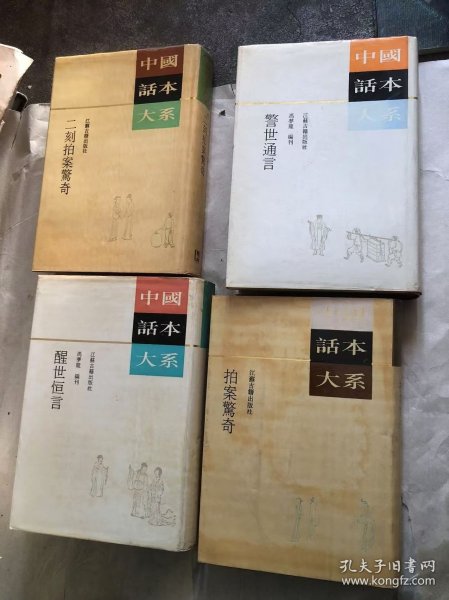 中國
話本
大系
江蘇古籍出版社
二刻拍案驚奇
中國
話本
大系
江蘇古籍出版社
馮夢龍 編刊
警世通言
中國
話本
大系
江蘇古籍出版社
馮夢龍 編刊
醒世恒言
話本
大系
江蘇古籍出版社
拍案驚奇
孔夫子旧书网
www.kongfz.com